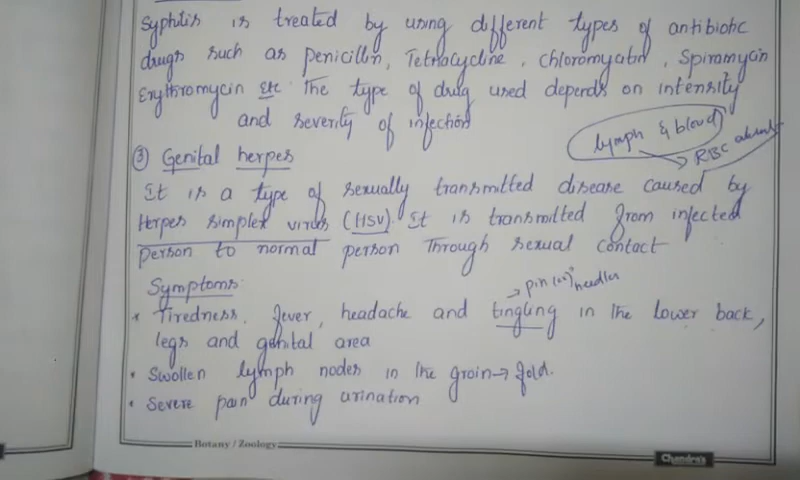 Syphilis is treated by using different types of antibiotic
drugs such as penicillin, Tetracycline, chloromycetin, Spiramycin
Erythromycin Etc. The type of drug used depends on intensity
and severity of infection
lymph & blood
→ RBC absent
③ Genital herpes
It is a type of sexually transmitted disease caused by
Herpes simplex virus (HSV). It is transmitted from infected
person to normal person through sexual contact
Symptoms:
→ pin (or) needles
* Tiredness, fever, headache and tingling in the lower back,
legs and genital area
• Swollen lymph nodes in the groin → fold.
• Severe pain during urination
Botany / Zoology
Chandra's